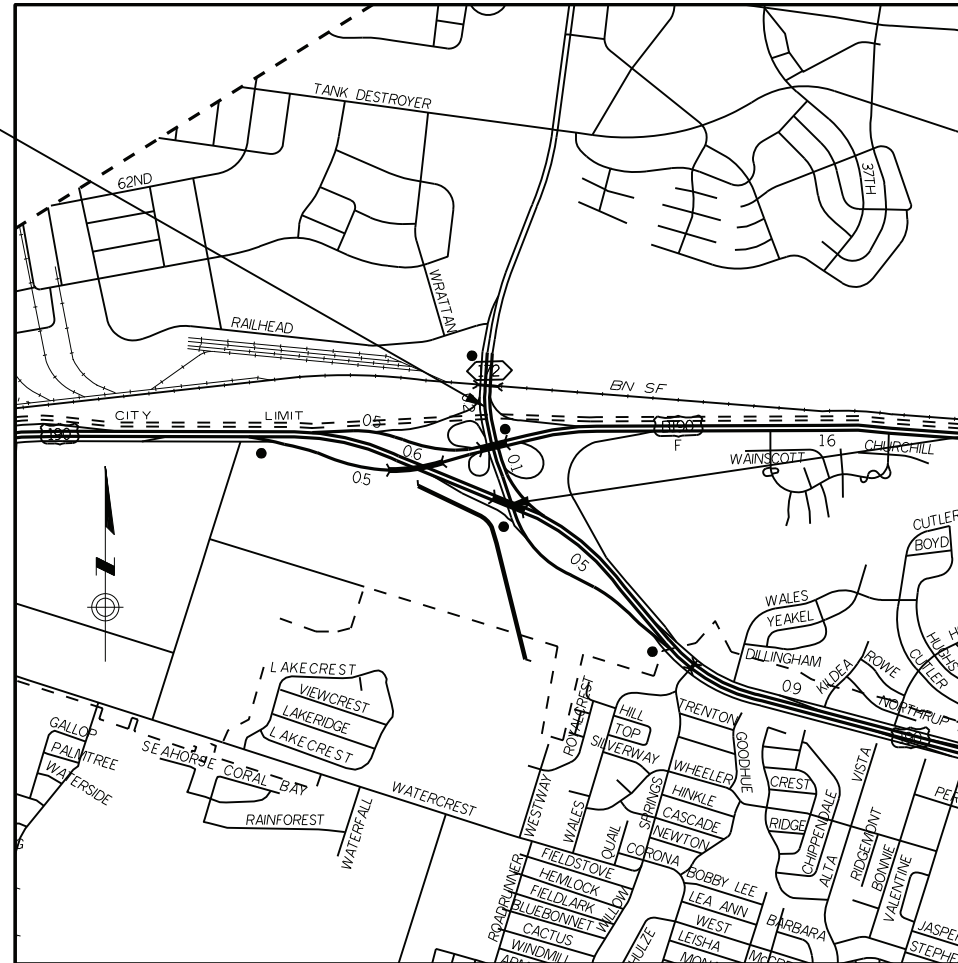 TANK DESTROYER
62ND
37TH
WRATTAN
RAILHEAD
172
BN SF
02
CITY LIMIT
05
190
F
16
CHURCHILL
WAINSCOTT
06
01
05
CUTLER
BOYD
05
WALES
YEAKEL
DILLINGHAM
KILDEA
ROWE
HUGHS
CUTLER
09
NORTHRUP
LAKECREST
VIEWCREST
LAKERIDGE
LAKECREST
ROYALCREST
HILL
TOP
SILVERWAY
TRENTON
GOODHUE
GALLOP
PALMTREE
WATERSIDE
SEAHORSE
CORAL BAY
RAINFOREST
WATERFALL
WATERCREST
WESTWAY
WALES
QUAIL
SPRINGS
WHEELER
HINKLE
CASCADE
NEWTON
CORONA
CREST
RIDGE
CHIPPENDALE
ALTA
VISTA
RIDGEMONT
BONNIE
VALENTINE
ROADRUNNER
FIELDSTOVE
HEMLOCK
FIELDLARK
BLUEBONNET
CACTUS
WINDMILL
WILLOW
BOBBY LEE
LEA ANN
WEST
LEISHA
BARBARA